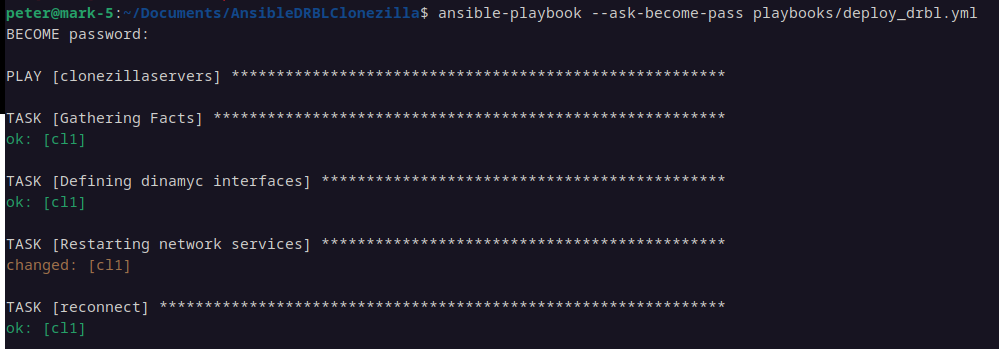 peter@mark-5:~/Documents/AnsibleDRBLClonezilla$ ansible-playbook --ask-become-pass playbooks/deploy_drbl.yml
BECOME password:
PLAY [clonezillaservers] *******************************************************
TASK [Gathering Facts] *********************************************************
ok: [cl1]
TASK [Defining dinamyc interfaces] *********************************************
ok: [cl1]
TASK [Restarting network services] *********************************************
changed: [cl1]
TASK [reconnect] ***************************************************************
ok: [cl1]